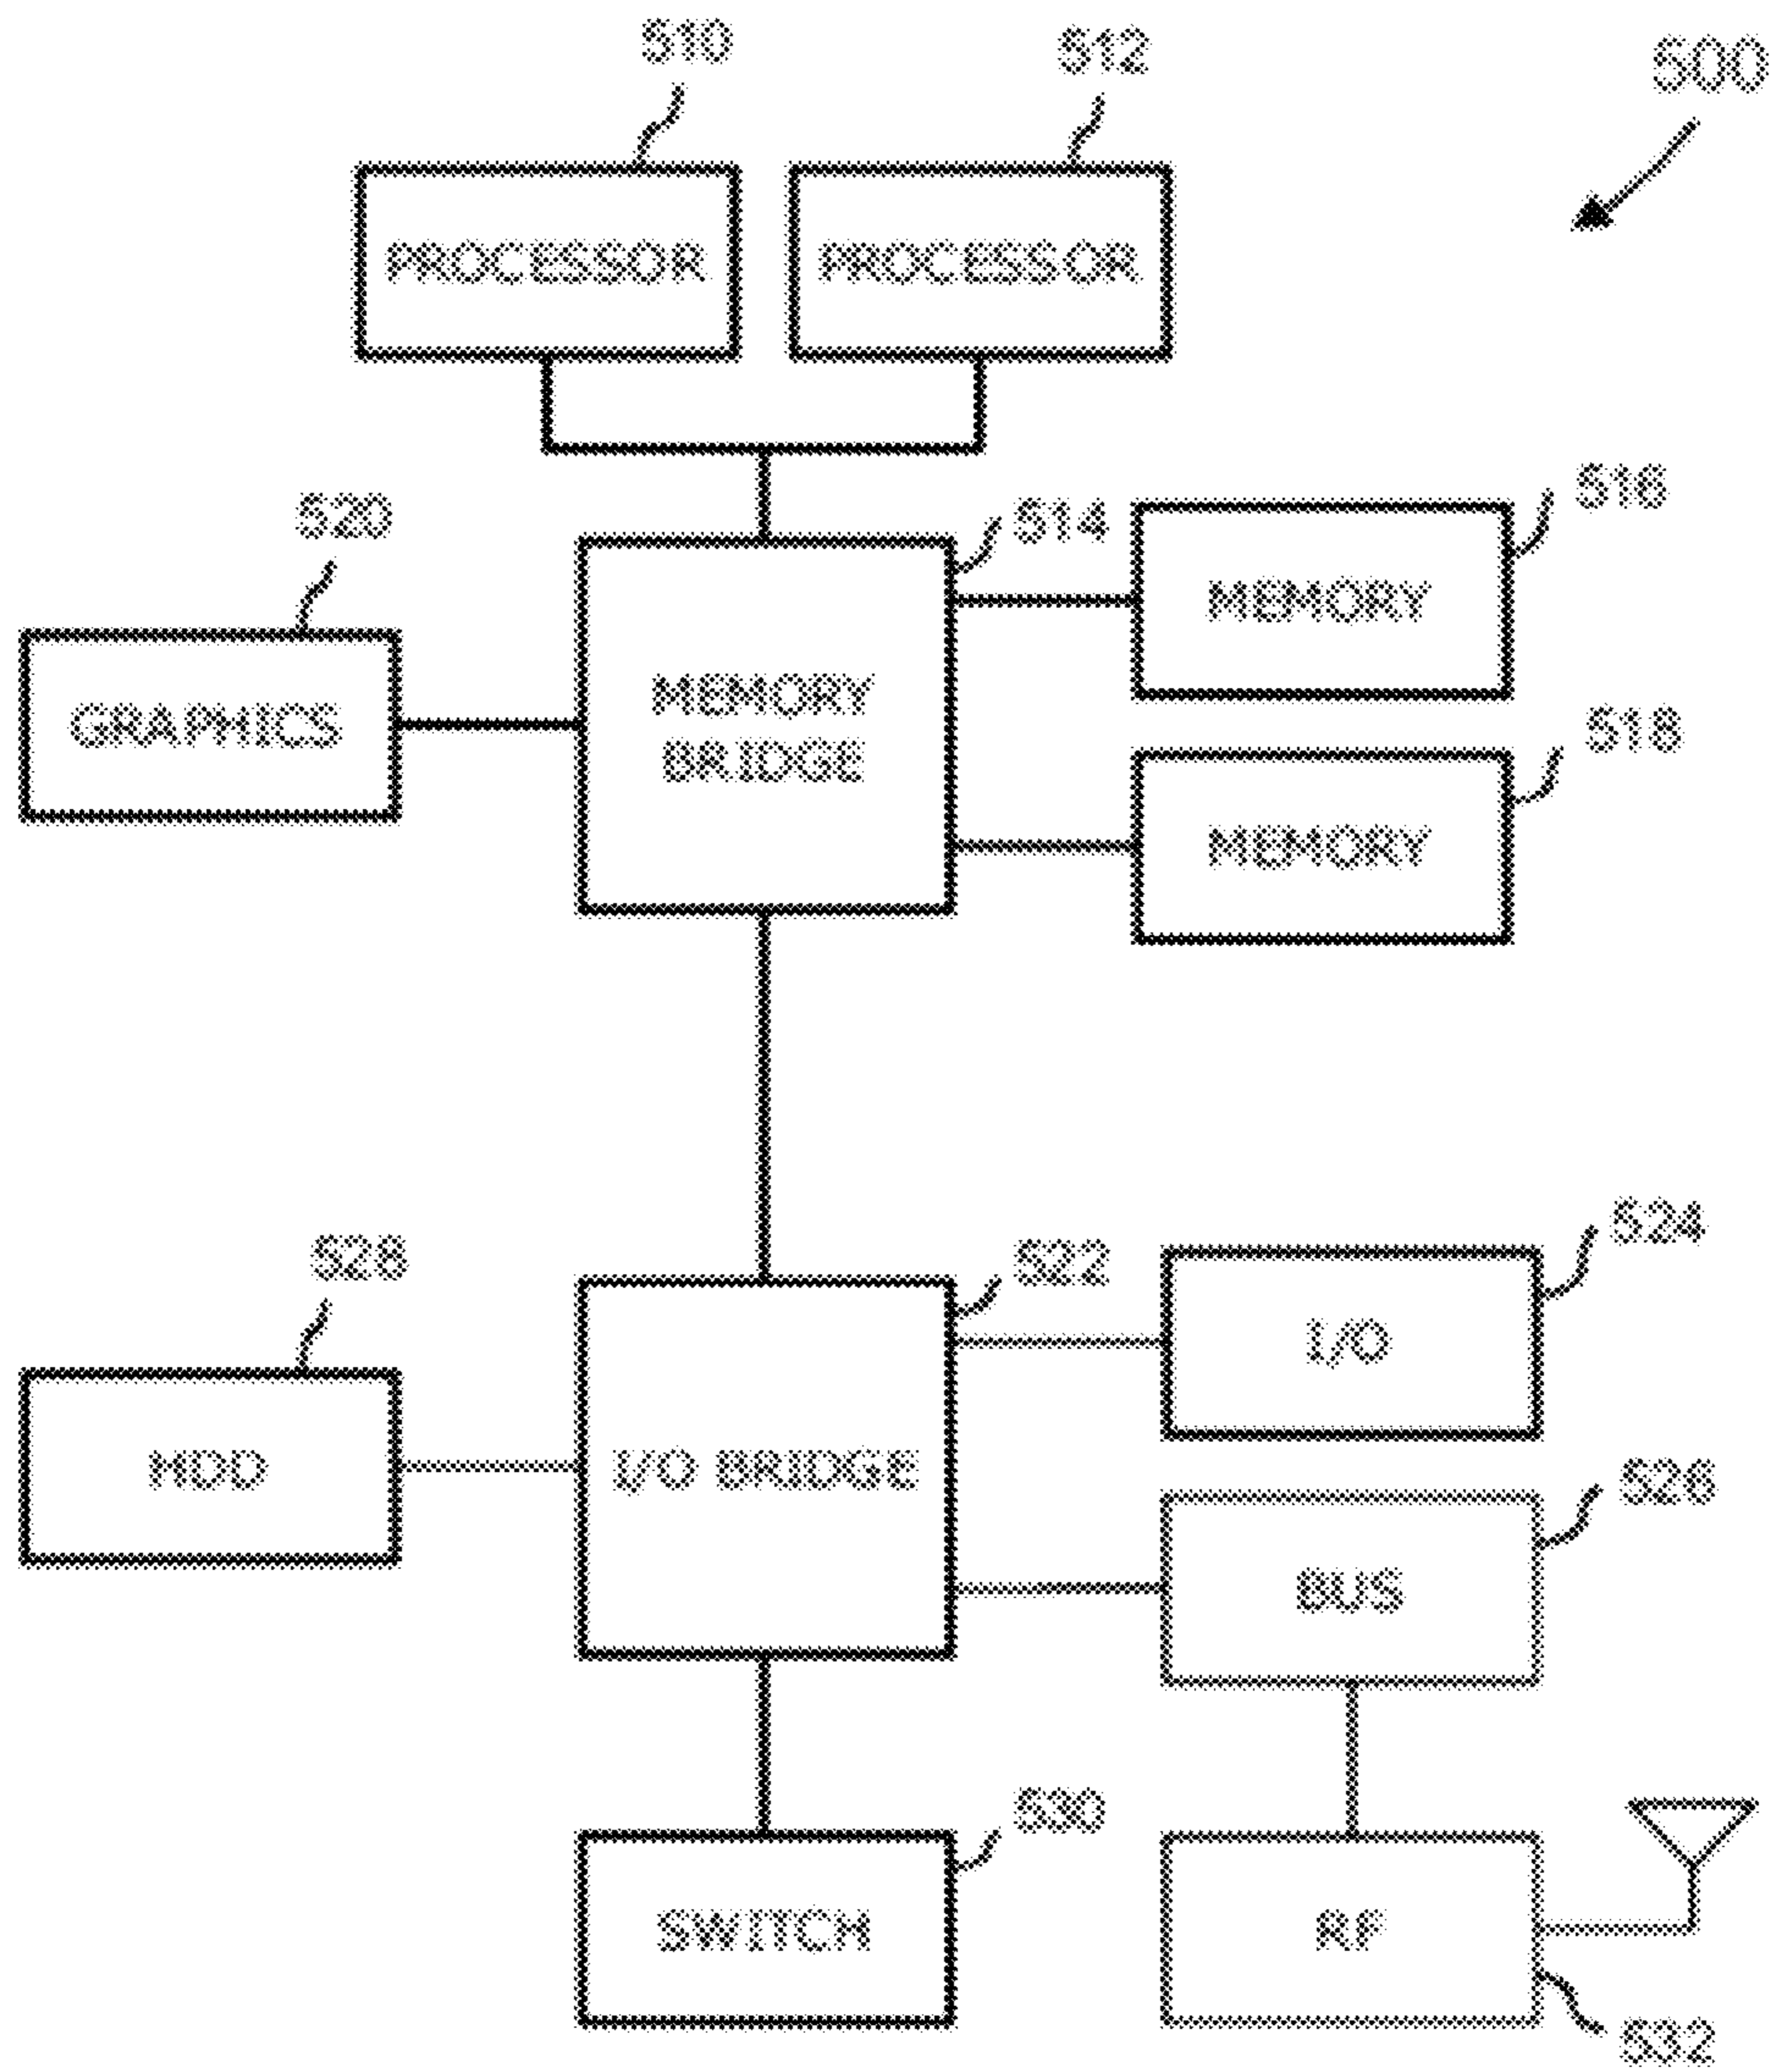 510
512
500
PROCESSOR
PROCESSOR
520
514
516
GRAPHICS
MEMORY
BRIDGE
MEMORY
518
MEMORY
528
522
524
HDD
I/O BRIDGE
I/O
526
BUS
530
SWITCH
RF
532